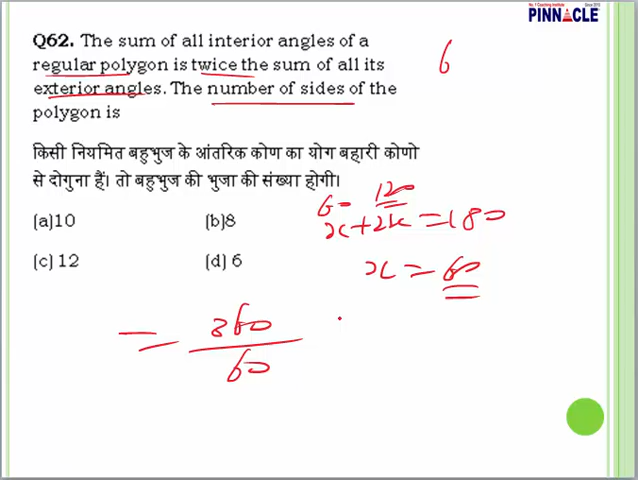 No. 1 Coaching Institute Since 2015
PINNACLE
Q62. The sum of all interior angles of a
regular polygon is twice the sum of all its
exterior angles. The number of sides of the
polygon is
6
किसी नियमित बहुभुज के आंतरिक कोण का योग बहारी कोणो
से दोगुना हैं। तो बहुभुज की भुजा की संख्या होगी।
(a)10
(b)8
(c) 12
(d) 6
60 120
x+2x=180
x=60
=360/60